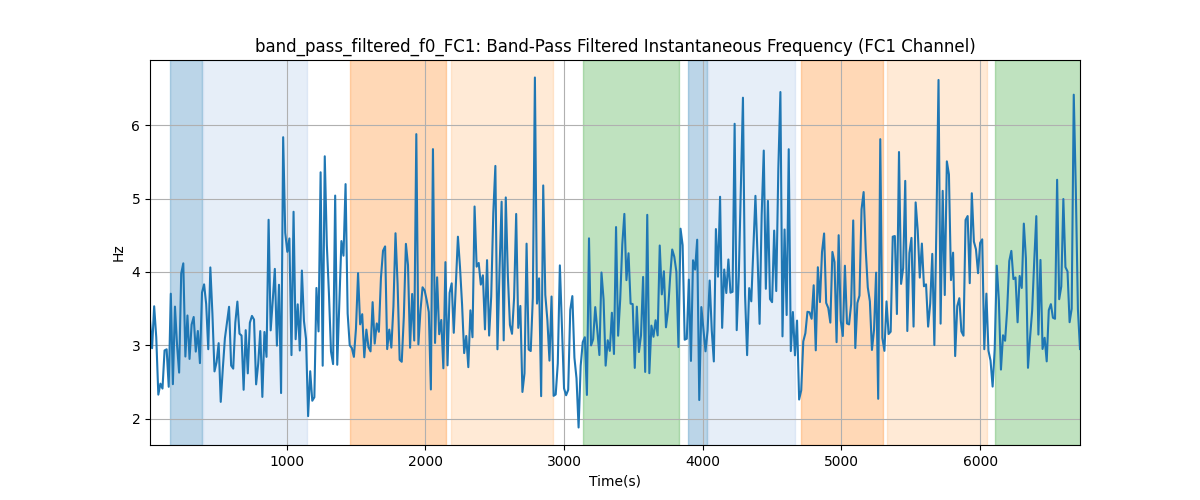 band_pass_filtered_f0_FC1: Band-Pass Filtered Instantaneous Frequency (FC1 Channel)
6
5
4
3
2
Hz
1000 2000 3000 4000 5000 6000
Time(s)